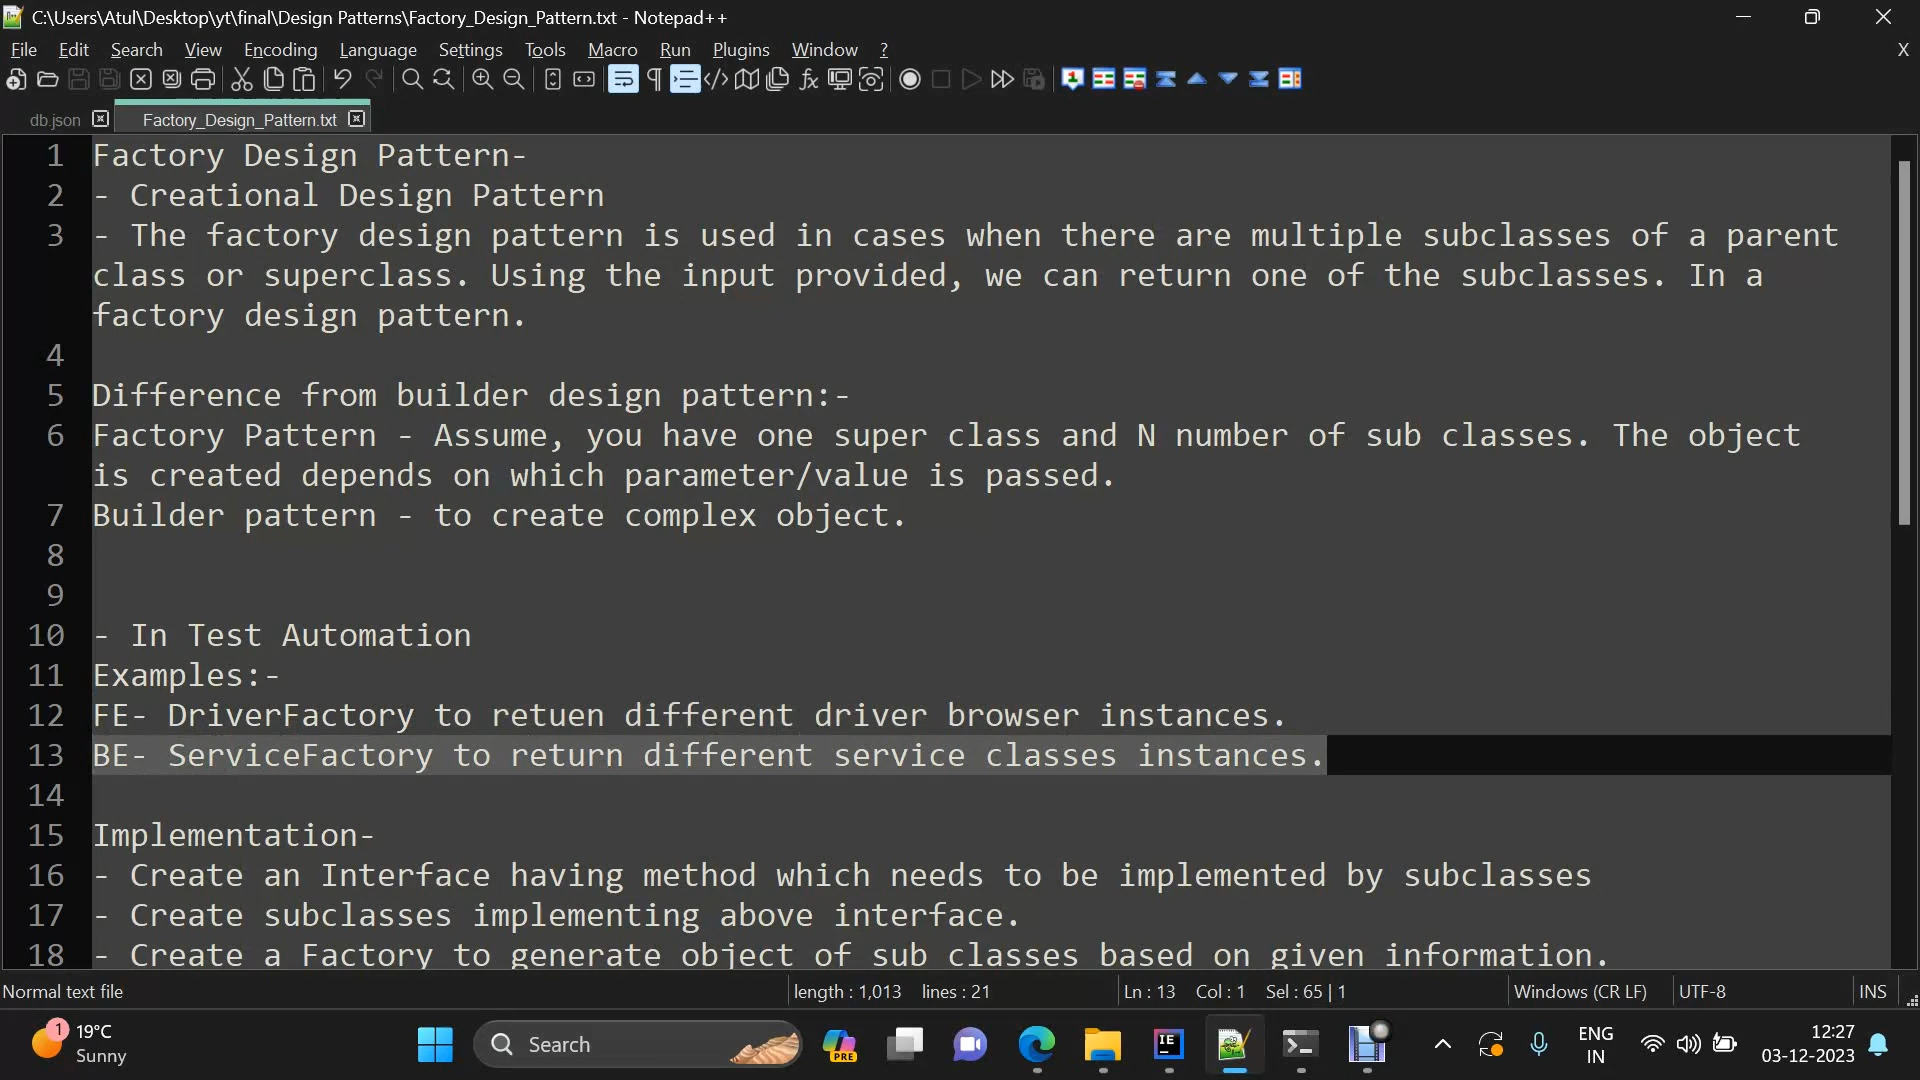 C:\Users\Atul\Desktop\yt\final\Design Patterns\Factory_Design_Pattern.txt - Notepad++
File Edit Search View Encoding Language Settings Tools Macro Run Plugins Window ?
X
db.json
Factory_Design_Pattern.txt
1 Factory Design Pattern-
2 - Creational Design Pattern
3 - The factory design pattern is used in cases when there are multiple subclasses of a parent
class or superclass. Using the input provided, we can return one of the subclasses. In a
factory design pattern.
4
5 Difference from builder design pattern:-
6 Factory Pattern - Assume, you have one super class and N number of sub classes. The object
is created depends on which parameter/value is passed.
7 Builder pattern - to create complex object.
8
9
10 - In Test Automation
11 Examples:-
12 FE- DriverFactory to retuen different driver browser instances.
13 BE- ServiceFactory to return different service classes instances.
14
15 Implementation-
16 - Create an Interface having method which needs to be implemented by subclasses
17 - Create subclasses implementing above interface.
18 - Create a Factory to generate object of sub classes based on given information.
Normal text file length : 1,013 lines : 21 Ln : 13 Col : 1 Sel : 65 | 1 Windows (CR LF) UTF-8 INS
1
19°C
Sunny
Search
PRE
IE
ENG
IN
12:27
03-12-2023